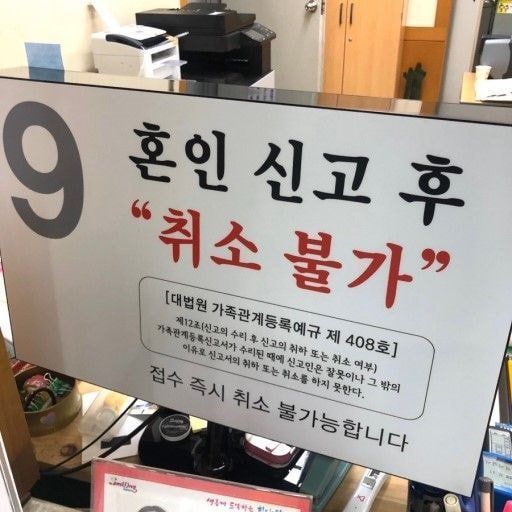 9
혼인 신고 후
“취소 불가”
[대법원 가족관계등록예규 제 408호]
제12조(신고의 수리 후 신고의 취하 또는 취소 여부)
가족관계등록신고서가 수리된 때에 신고인은 잘못이나 그 밖의
이유로 신고서의 취하 또는 취소를 하지 못한다.
접수 즉시 취소 불가능합니다